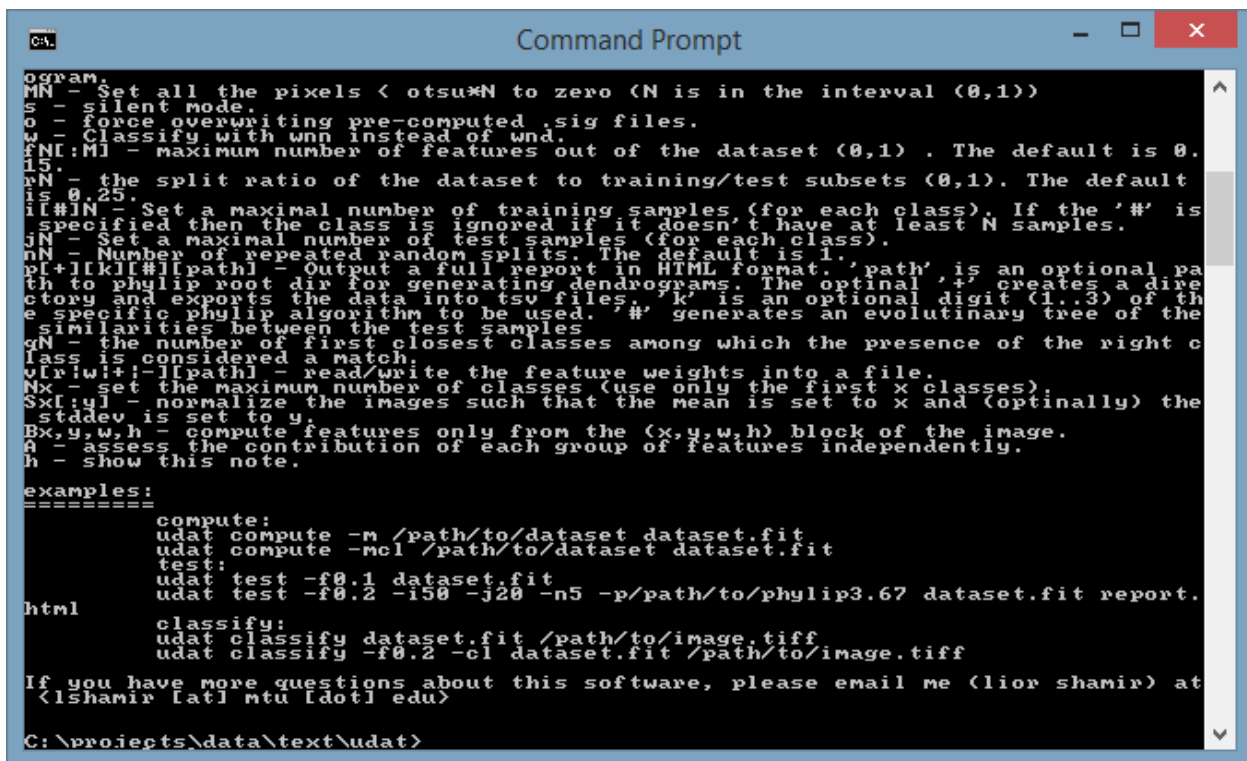 Command Prompt
ogram.
MN - Set all the pixels < otsu*N to zero (N is in the interval (0,1))
s - silent mode.
o - force overwriting pre-computed .sig files.
w - Classify with wnn instead of wnd.
fN[:M] - maximum number of features out of the dataset (0,1) . The default is 0.
15.
rN - the split ratio of the dataset to training/test subsets (0,1). The default
is 0.25.
i[#]N - Set a maximal number of training samples (for each class). If the '#' is
 specified then the class is ignored if it doesn't have at least N samples.
jN - Set a maximal number of test samples (for each class).
nN - Number of repeated random splits. The default is 1.
p[+][k][#][path] - Output a full report in HTML format. 'path' is an optional pa
th to phylip root dir for generating dendrograms. The optinal '+' creates a dire
ctory and exports the data into tsv files. 'k' is an optional digit (1..3) of th
e specific phylip algorithm to be used. '#' generates an evolutinary tree of the
 similarities between the test samples
qN - the number of first closest classes among which the presence of the right c
lass is considered a match.
v[r|w|+|-][path] - read/write the feature weights into a file.
Nx - set the maximum number of classes (use only the first x classes).
Sx[:y] - normalize the images such that the mean is set to x and (optinally) the
 stddev is set to y.
Bx,y,w,h - compute features only from the (x,y,w,h) block of the image.
A - assess the contribution of each group of features independently.
h - show this note.
examples:
=========
compute:
udat compute -m /path/to/dataset dataset.fit
udat compute -mcl /path/to/dataset dataset.fit
test:
udat test -f0.1 dataset.fit
udat test -f0.2 -i50 -j20 -n5 -p/path/to/phylip3.67 dataset.fit report.
html
classify:
udat classify dataset.fit /path/to/image.tiff
udat classify -f0.2 -cl dataset.fit /path/to/image.tiff
If you have more questions about this software, please email me (lior shamir) at
 <lshamir [at] mtu [dot] edu>
C:\projects\data\text\udat>